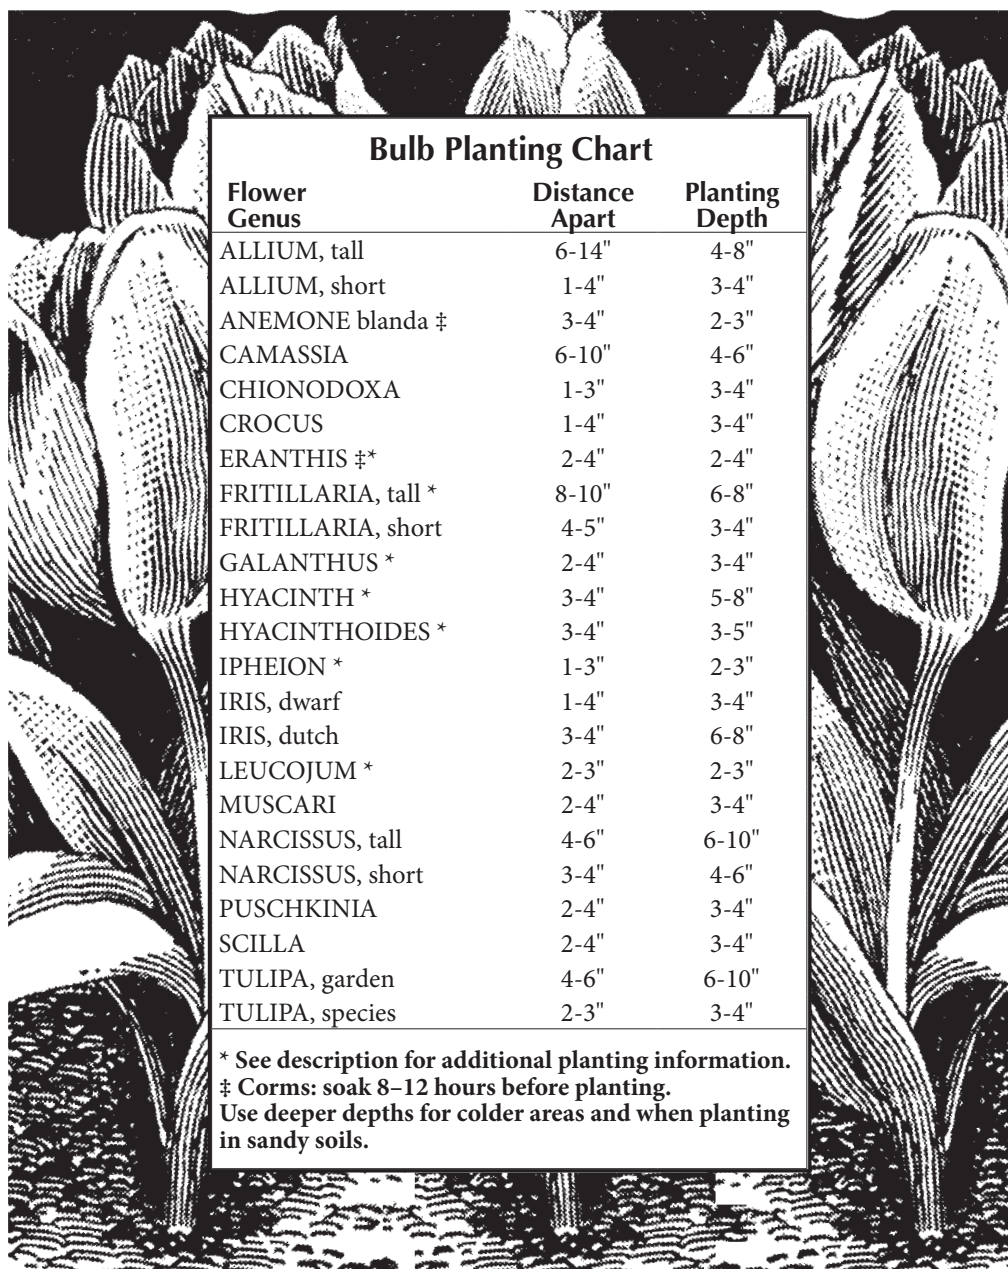 Bulb Planting Chart
Flower Genus Distance Apart Planting Depth
ALLIUM, tall 6-14" 4-8"
ALLIUM, short 1-4" 3-4"
ANEMONE blanda ‡ 3-4" 2-3"
CAMASSIA 6-10" 4-6"
CHIONODOXA 1-3" 3-4"
CROCUS 1-4" 3-4"
ERANTHIS ‡* 2-4" 2-4"
FRITILLARIA, tall * 8-10" 6-8"
FRITILLARIA, short 4-5" 3-4"
GALANTHUS * 2-4" 3-4"
HYACINTH * 3-4" 5-8"
HYACINTHOIDES * 3-4" 3-5"
IPHEION * 1-3" 2-3"
IRIS, dwarf 1-4" 3-4"
IRIS, dutch 3-4" 6-8"
LEUCOJUM * 2-3" 2-3"
MUSCARI 2-4" 3-4"
NARCISSUS, tall 4-6" 6-10"
NARCISSUS, short 3-4" 4-6"
PUSCHKINIA 2-4" 3-4"
SCILLA 2-4" 3-4"
TULIPA, garden 4-6" 6-10"
TULIPA, species 2-3" 3-4"
* See description for additional planting information.
‡ Corms: soak 8–12 hours before planting.
Use deeper depths for colder areas and when planting
in sandy soils.